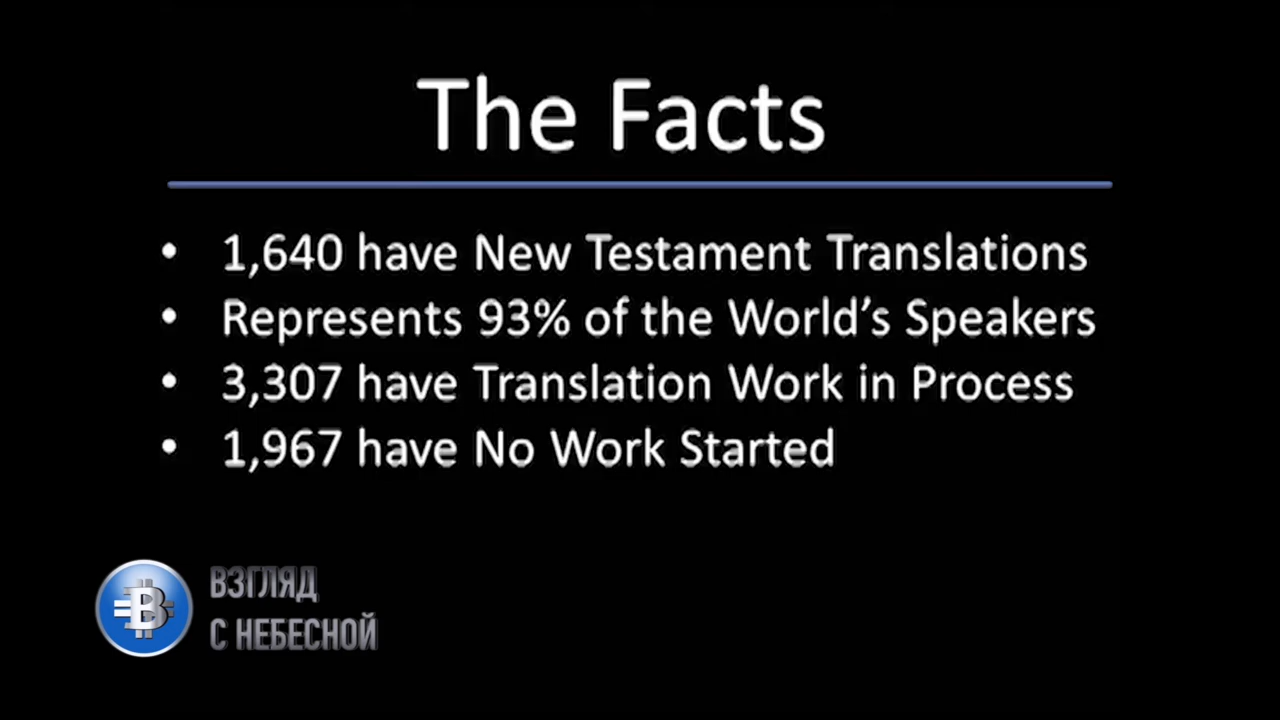 The Facts
• 1,640 have New Testament Translations
• Represents 93% of the World's Speakers
• 3,307 have Translation Work in Process
• 1,967 have No Work Started
ВЗГЛЯД
С НЕБЕСНОЙ